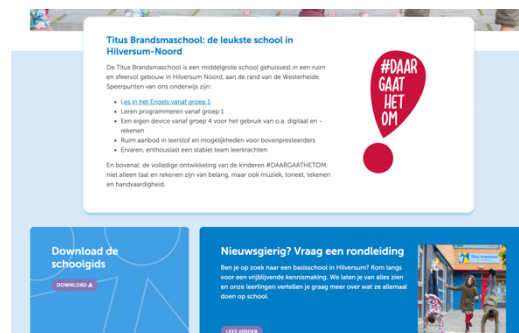 Titus Brandsmaschool: de leukste school in
Hilversum-Noord
De Titus Brandsmaschool is een middelgrote school gehuisvest in een ruim
en sfeervol gebouw in Hilversum Noord, aan de rand van de Westerheide.
Speerpunten van ons onderwijs zijn:
Les in het Engels vanaf groep 1
Leren programmeren vanaf groep 1
Een eigen device vanaf groep 4 voor het gebruik van o.a. digitaal en -
rekenen
Ruim aanbod in leerstof en mogelijkheden voor bovenpresteerders
Ervaren, enthousiast een stabiel team leerkrachten
En bovenal: de volledige ontwikkeling van de kinderen #DAARGAATHETOM:
niet alleen taal en rekenen zijn van belang, maar ook muziek, toneel, tekenen
en handvaardigheid.
#DAAR
GAAT
HET
OM
Download de
schoolgids
DOWNLOAD
Nieuwsgierig? Vraag een rondleiding
Ben je op zoek naar een basisschool in Hilversum? Kom langs
voor een vrijblijvende kennismaking. We laten je van alles zien
en onze leerlingen vertellen je graag meer over wat ze allemaal
doen op school.
LEES VERDER